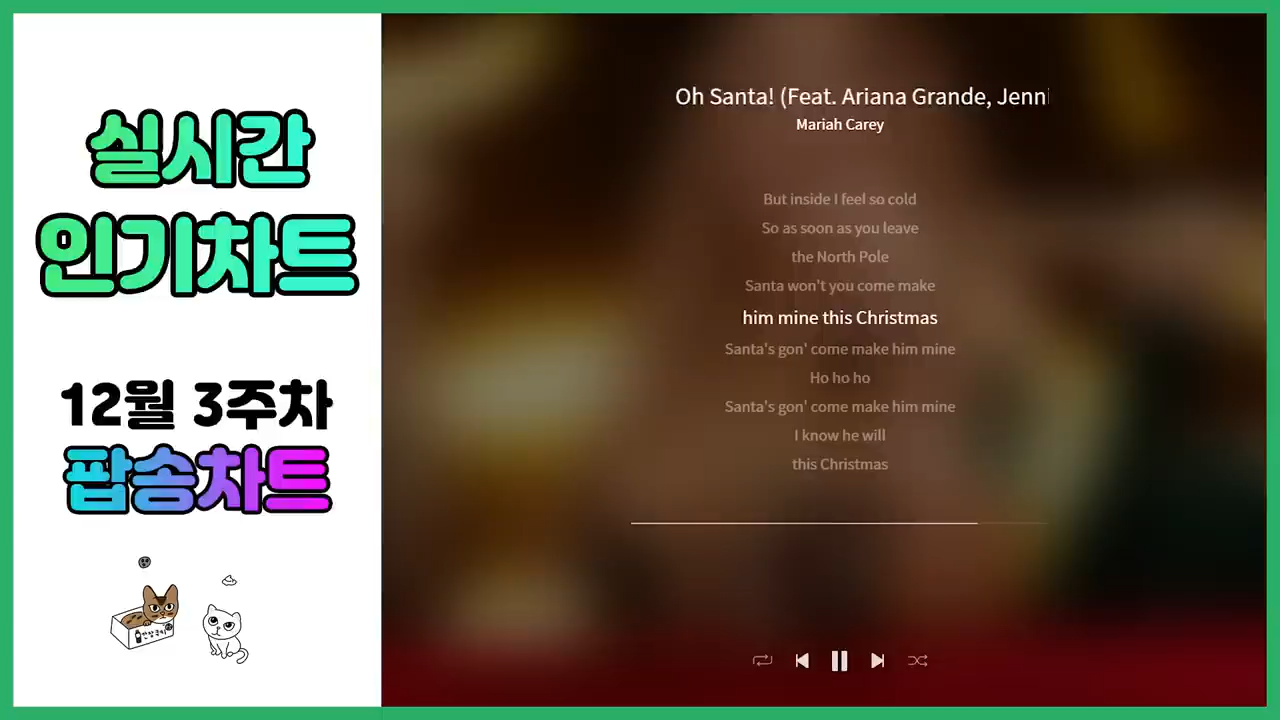 실시간
인기차트
12월 3주차
팝송차트
Oh Santa! (Feat. Ariana Grande, Jenni
Mariah Carey
But inside I feel so cold
So as soon as you leave
the North Pole
Santa won't you come make
him mine this Christmas
Santa's gon' come make him mine
Ho ho ho
Santa's gon' come make him mine
I know he will
this Christmas